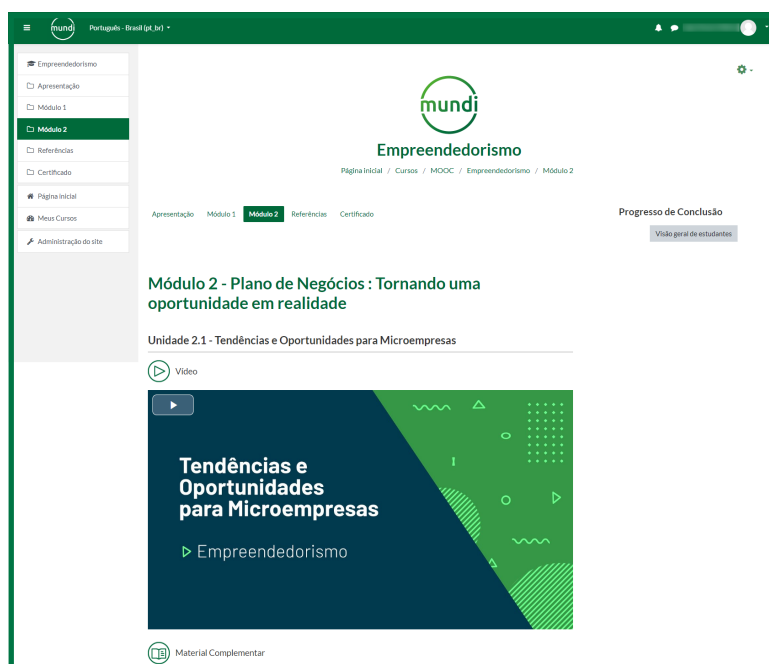 mundi
Português - Brasil (pt_br)
Empreendedorismo
Apresentação
Módulo 1
Módulo 2
Referências
Certificado
Página inicial
Meus Cursos
Administração do site
mundi
Empreendedorismo
Página inicial / Cursos / MOOC / Empreendedorismo / Módulo 2
Apresentação Módulo 1 Módulo 2 Referências Certificado
Progresso de Conclusão
Visão geral de estudantes
Módulo 2 - Plano de Negócios : Tornando uma
oportunidade em realidade
Unidade 2.1 - Tendências e Oportunidades para Microempresas
Vídeo
Tendências e
Oportunidades
para Microempresas
Empreendedorismo
Material Complementar